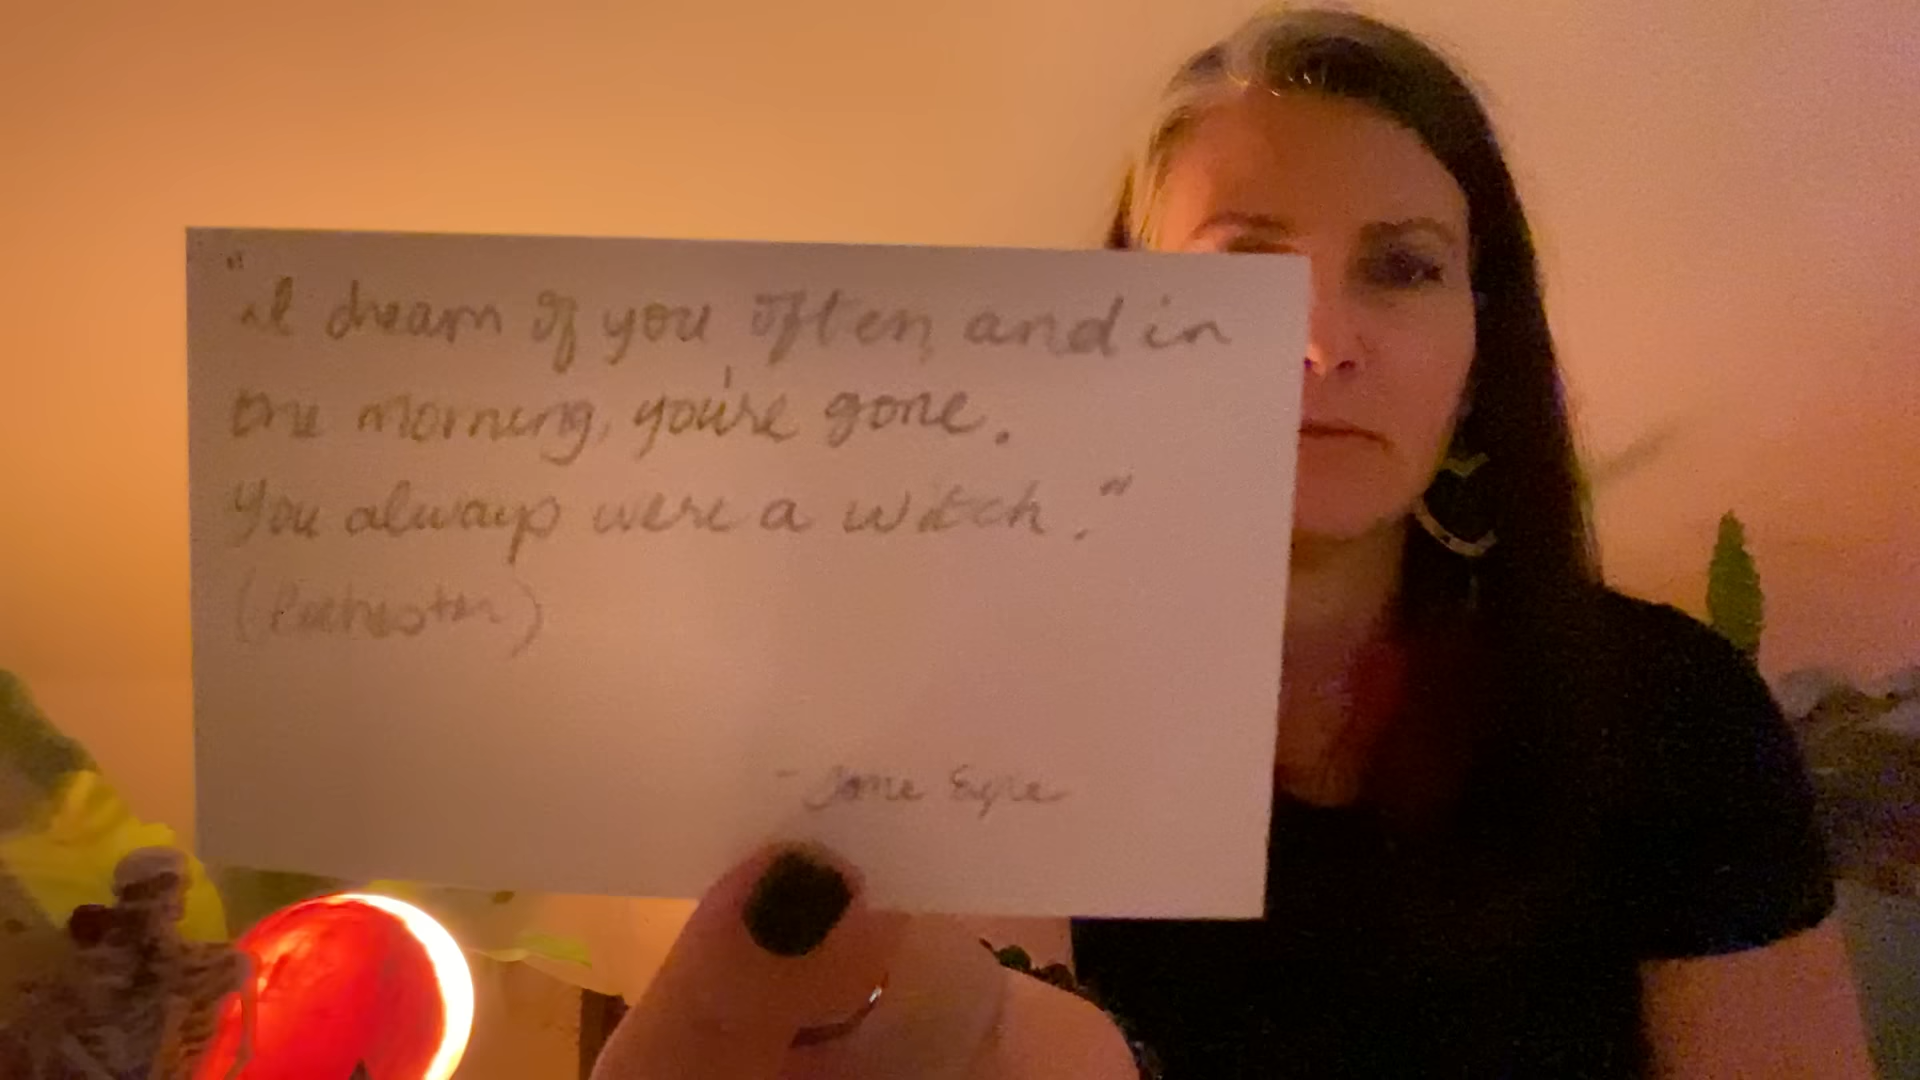 "I dream of you often, and in
the morning, you're gone.
You always were a witch."
(Rochester)
- Jane Eyre